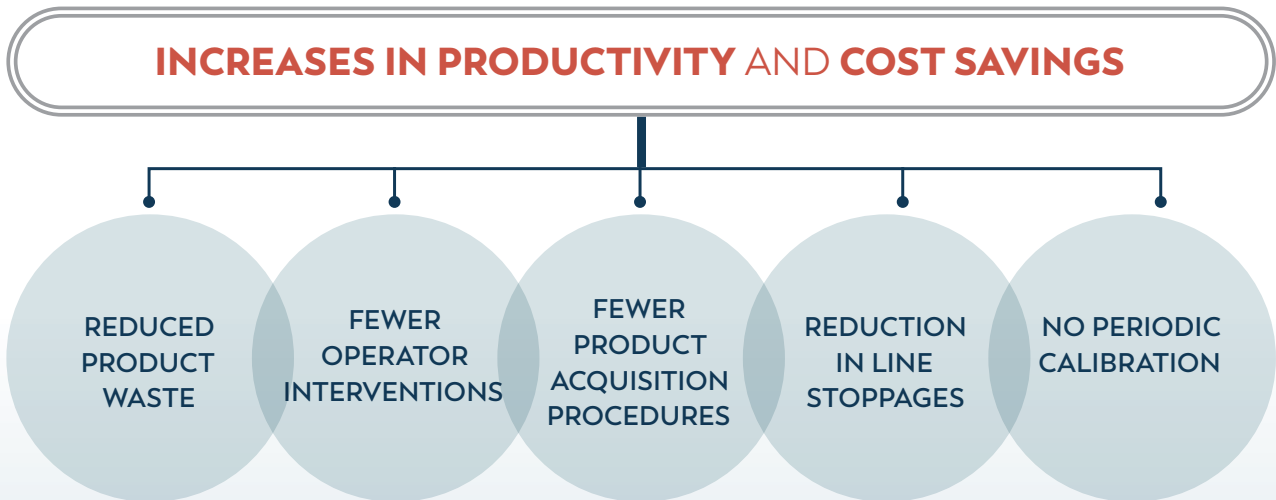 INCREASES IN PRODUCTIVITY AND COST SAVINGS
REDUCED
PRODUCT
WASTE
FEWER
OPERATOR
INTERVENTIONS
FEWER
PRODUCT
ACQUISITION
PROCEDURES
REDUCTION
IN LINE
STOPPAGES
NO PERIODIC
CALIBRATION